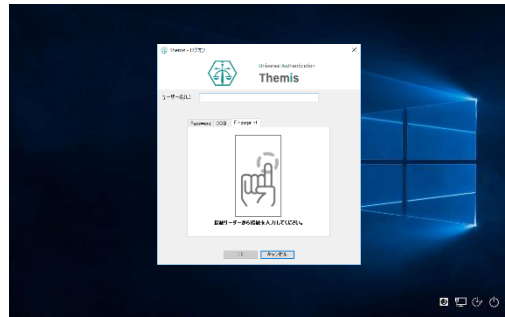 Themis - ログオン
Universal Authentication
Themis
ユーザー名(U):
Password
Fingerprint
指紋リーダーから指紋を入力してください。
OK
キャンセル